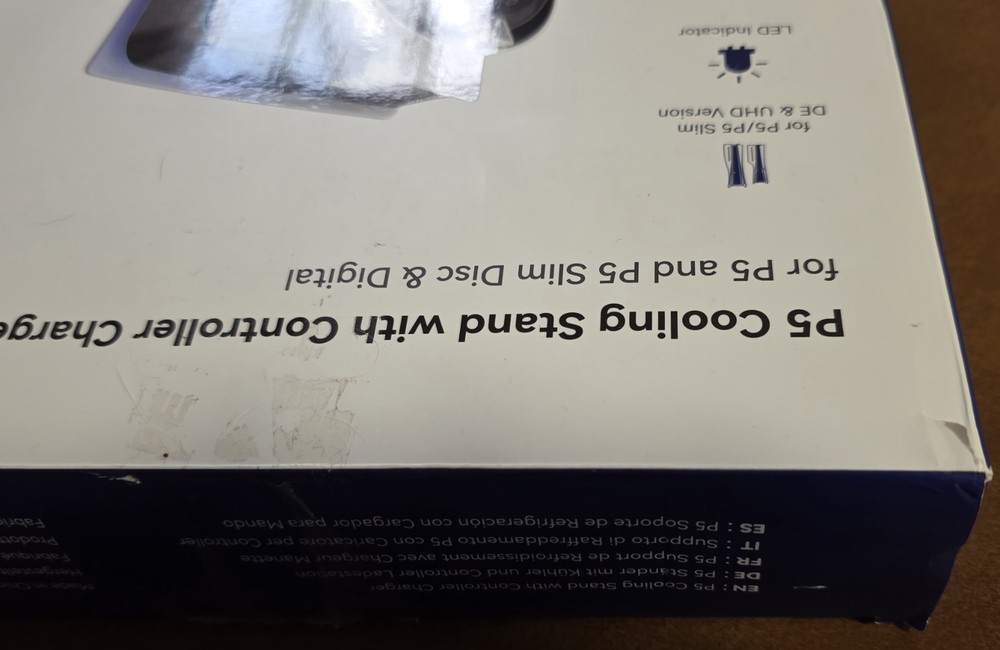 EN : P5 Cooling Stand with Controller Charger
DE : P5 Ständer mit Kühler und Controller Ladestation
FR : P5 Support de Refroidissement avec Chargeur Manette
IT : Supporto di Raffreddamento P5 con Caricatore per Controller
ES : P5 Soporte de Refrigeración con Cargador para Mando
Made in
P5 Cooling Stand with Controller Charge
for P5 and P5 Slim Disc & Digital
for P5/P5 Slim
DE & UHD Version
LED Indicator